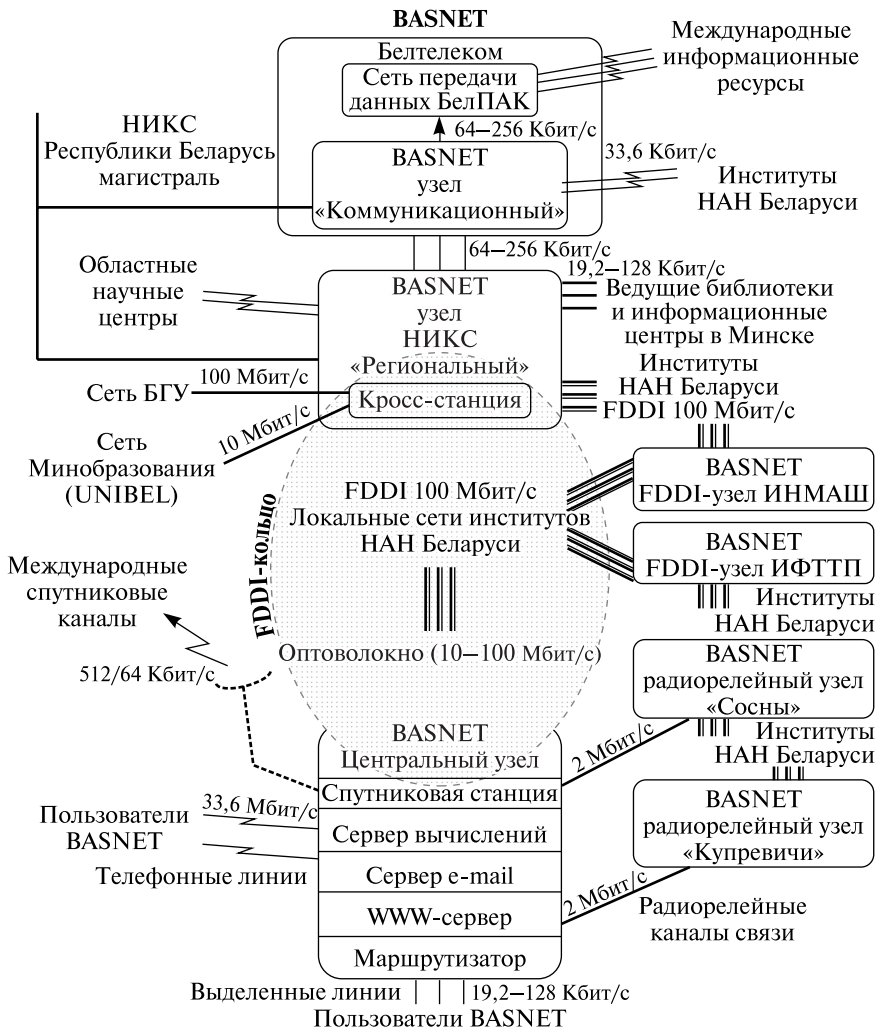 BASNET
Белтелеком
Сеть передачи
данных БелПАК
Международные
информационные
ресурсы
64–256 Кбит/с
НИКС
Республики Беларусь
магистраль
BASNET
узел
«Коммуникационный»
33,6 Кбит/с
Институты
НАН Беларуси
64–256 Кбит/с
Областные
научные
центры
BASNET
узел
НИКС
«Региональный»
Кросс-станция
19,2–128 Кбит/с
Ведущие библиотеки
и информационные
центры в Минске
Институты
НАН Беларуси
FDDI 100 Мбит/с
Сеть БГУ
100 Мбит/с
10 Мбит/с
Сеть
Минобразования
(UNIBEL)
FDDI-кольцо
FDDI 100 Мбит/с
Локальные сети институтов
НАН Беларуси
BASNET
FDDI-узел ИНМАШ
BASNET
FDDI-узел ИФТТП
Институты
НАН Беларуси
Международные
спутниковые
каналы
512/64 Кбит/с
Оптоволокно (10–100 Мбит/с)
BASNET
радиорелейный узел
«Сосны»
Институты
НАН Беларуси
BASNET
Центральный узел
Спутниковая станция
Сервер вычислений
Сервер e-mail
WWW-сервер
Маршрутизатор
2 Мбит/с
BASNET
радиорелейный узел
«Купревичи»
2 Мбит/с
Радиорелейные
каналы связи
Пользователи
BASNET
33,6 Мбит/с
Телефонные линии
Выделенные линии
19,2–128 Кбит/с
Пользователи BASNET